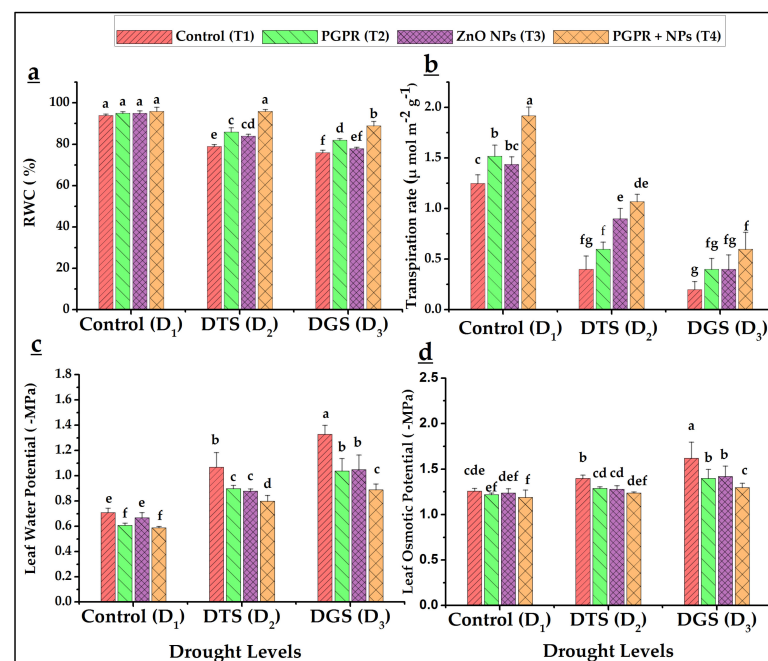 Control (T1) PGPR (T2) ZnO NPs (T3) PGPR + NPs (T4)
a
RWC ( %)
100
80
60
40
20
0
a a a a
e c cd a
f d ef b
Control (D1) DTS (D2) DGS (D3)
b
Transpiration rate (µ mol m-2 g-1)
2.0
1.5
1.0
0.5
0.0
c b bc a
fg f e de
g fg fg f
Control (D1) DTS (D2) DGS (D3)
c
Leaf Water Potential ( -MPa)
1.8
1.6
1.4
1.2
1.0
0.8
0.6
0.4
0.2
0.0
e f e f
b c c d
a b b c
Control (D1) DTS (D2) DGS (D3)
Drought Levels
d
Leaf Osmotic Potential ( -MPa)
2.5
2.0
1.5
1.0
0.5
0.0
cde ef def f
b cd cd def
a b b c
Control (D1) DTS (D2) DGS (D3)
Drought Levels